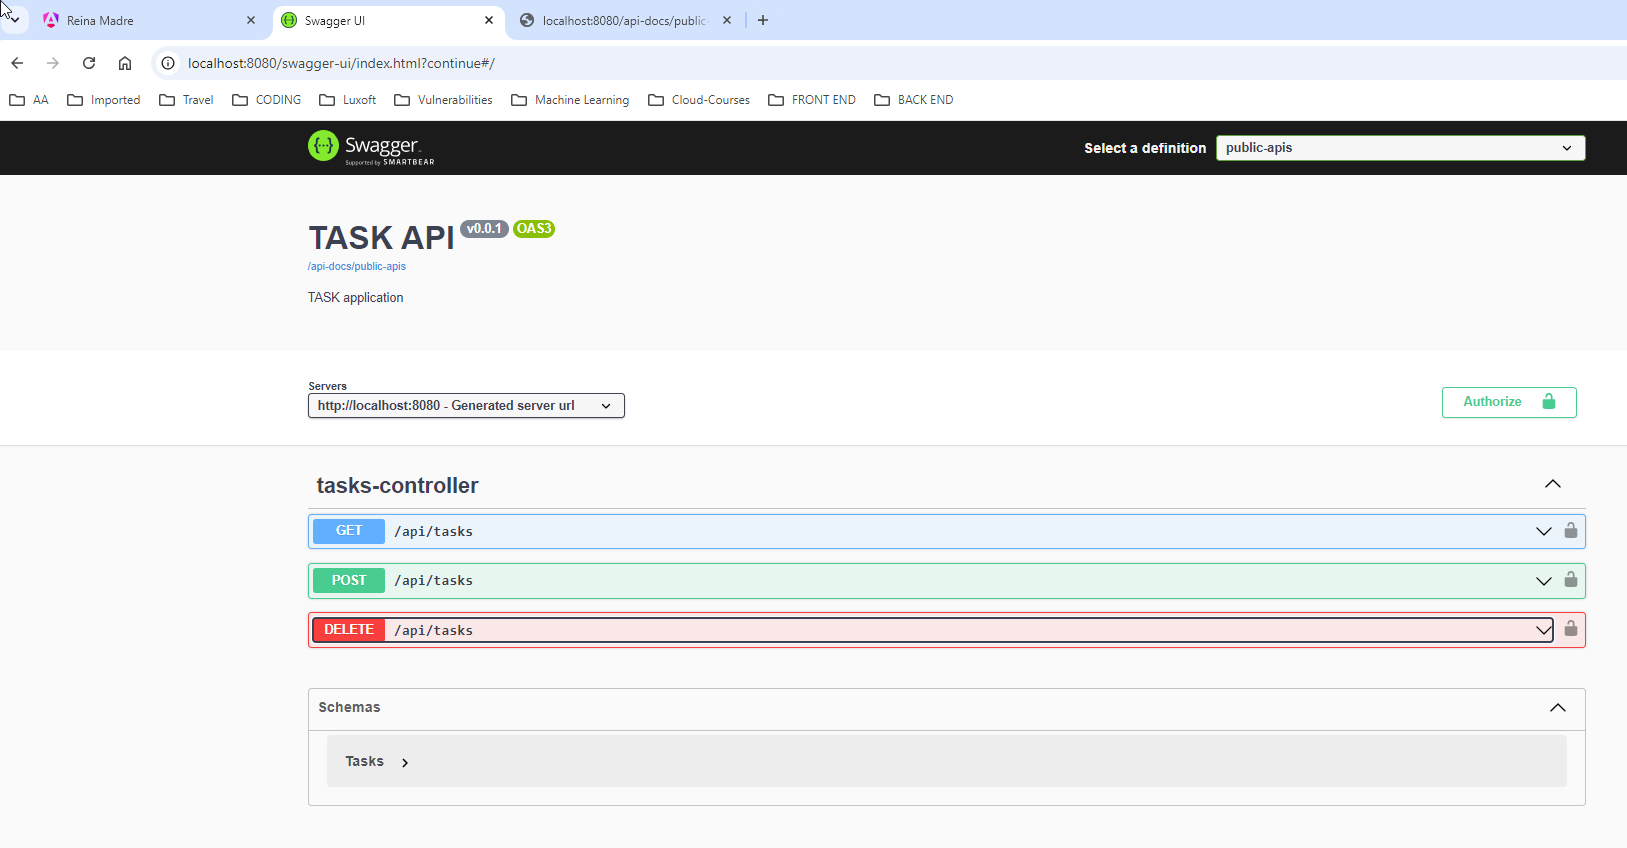 Reina Madre
Swagger UI
localhost:8080/api-docs/public-
localhost:8080/swagger-ui/index.html?continue#/
AA Imported Travel CODING Luxoft Vulnerabilities Machine Learning Cloud-Courses FRONT END BACK END
Swagger
Supported by SMARTBEAR
Select a definition
public-apis
TASK API v0.0.1 OAS3
/api-docs/public-apis
TASK application
Servers
http://localhost:8080 - Generated server url
Authorize
tasks-controller
GET /api/tasks
POST /api/tasks
DELETE /api/tasks
Schemas
Tasks